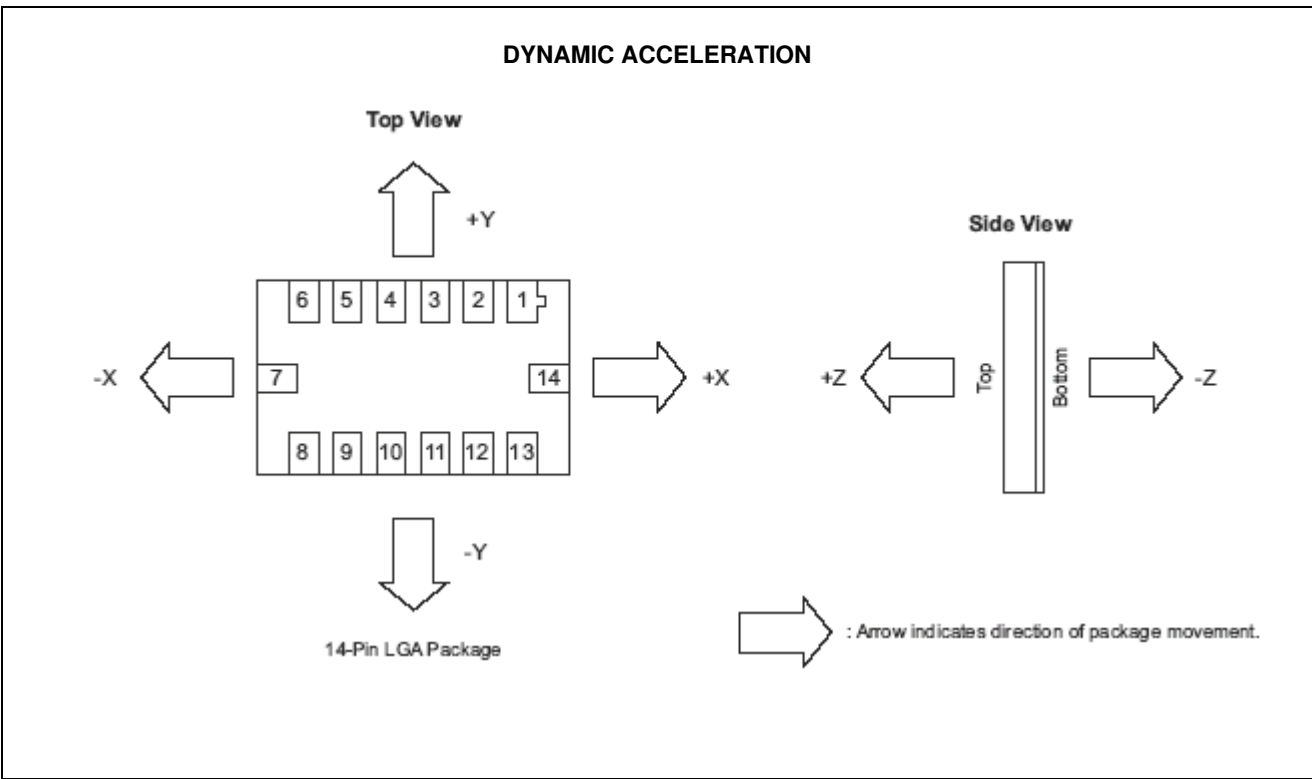 DYNAMIC ACCELERATION
Top View
+Y
Side View
6 5 4 3 2 1
-X 7 14 +X
+Z Top Bottom -Z
8 9 10 11 12 13
-Y
14-Pin LGA Package
: Arrow indicates direction of package movement.